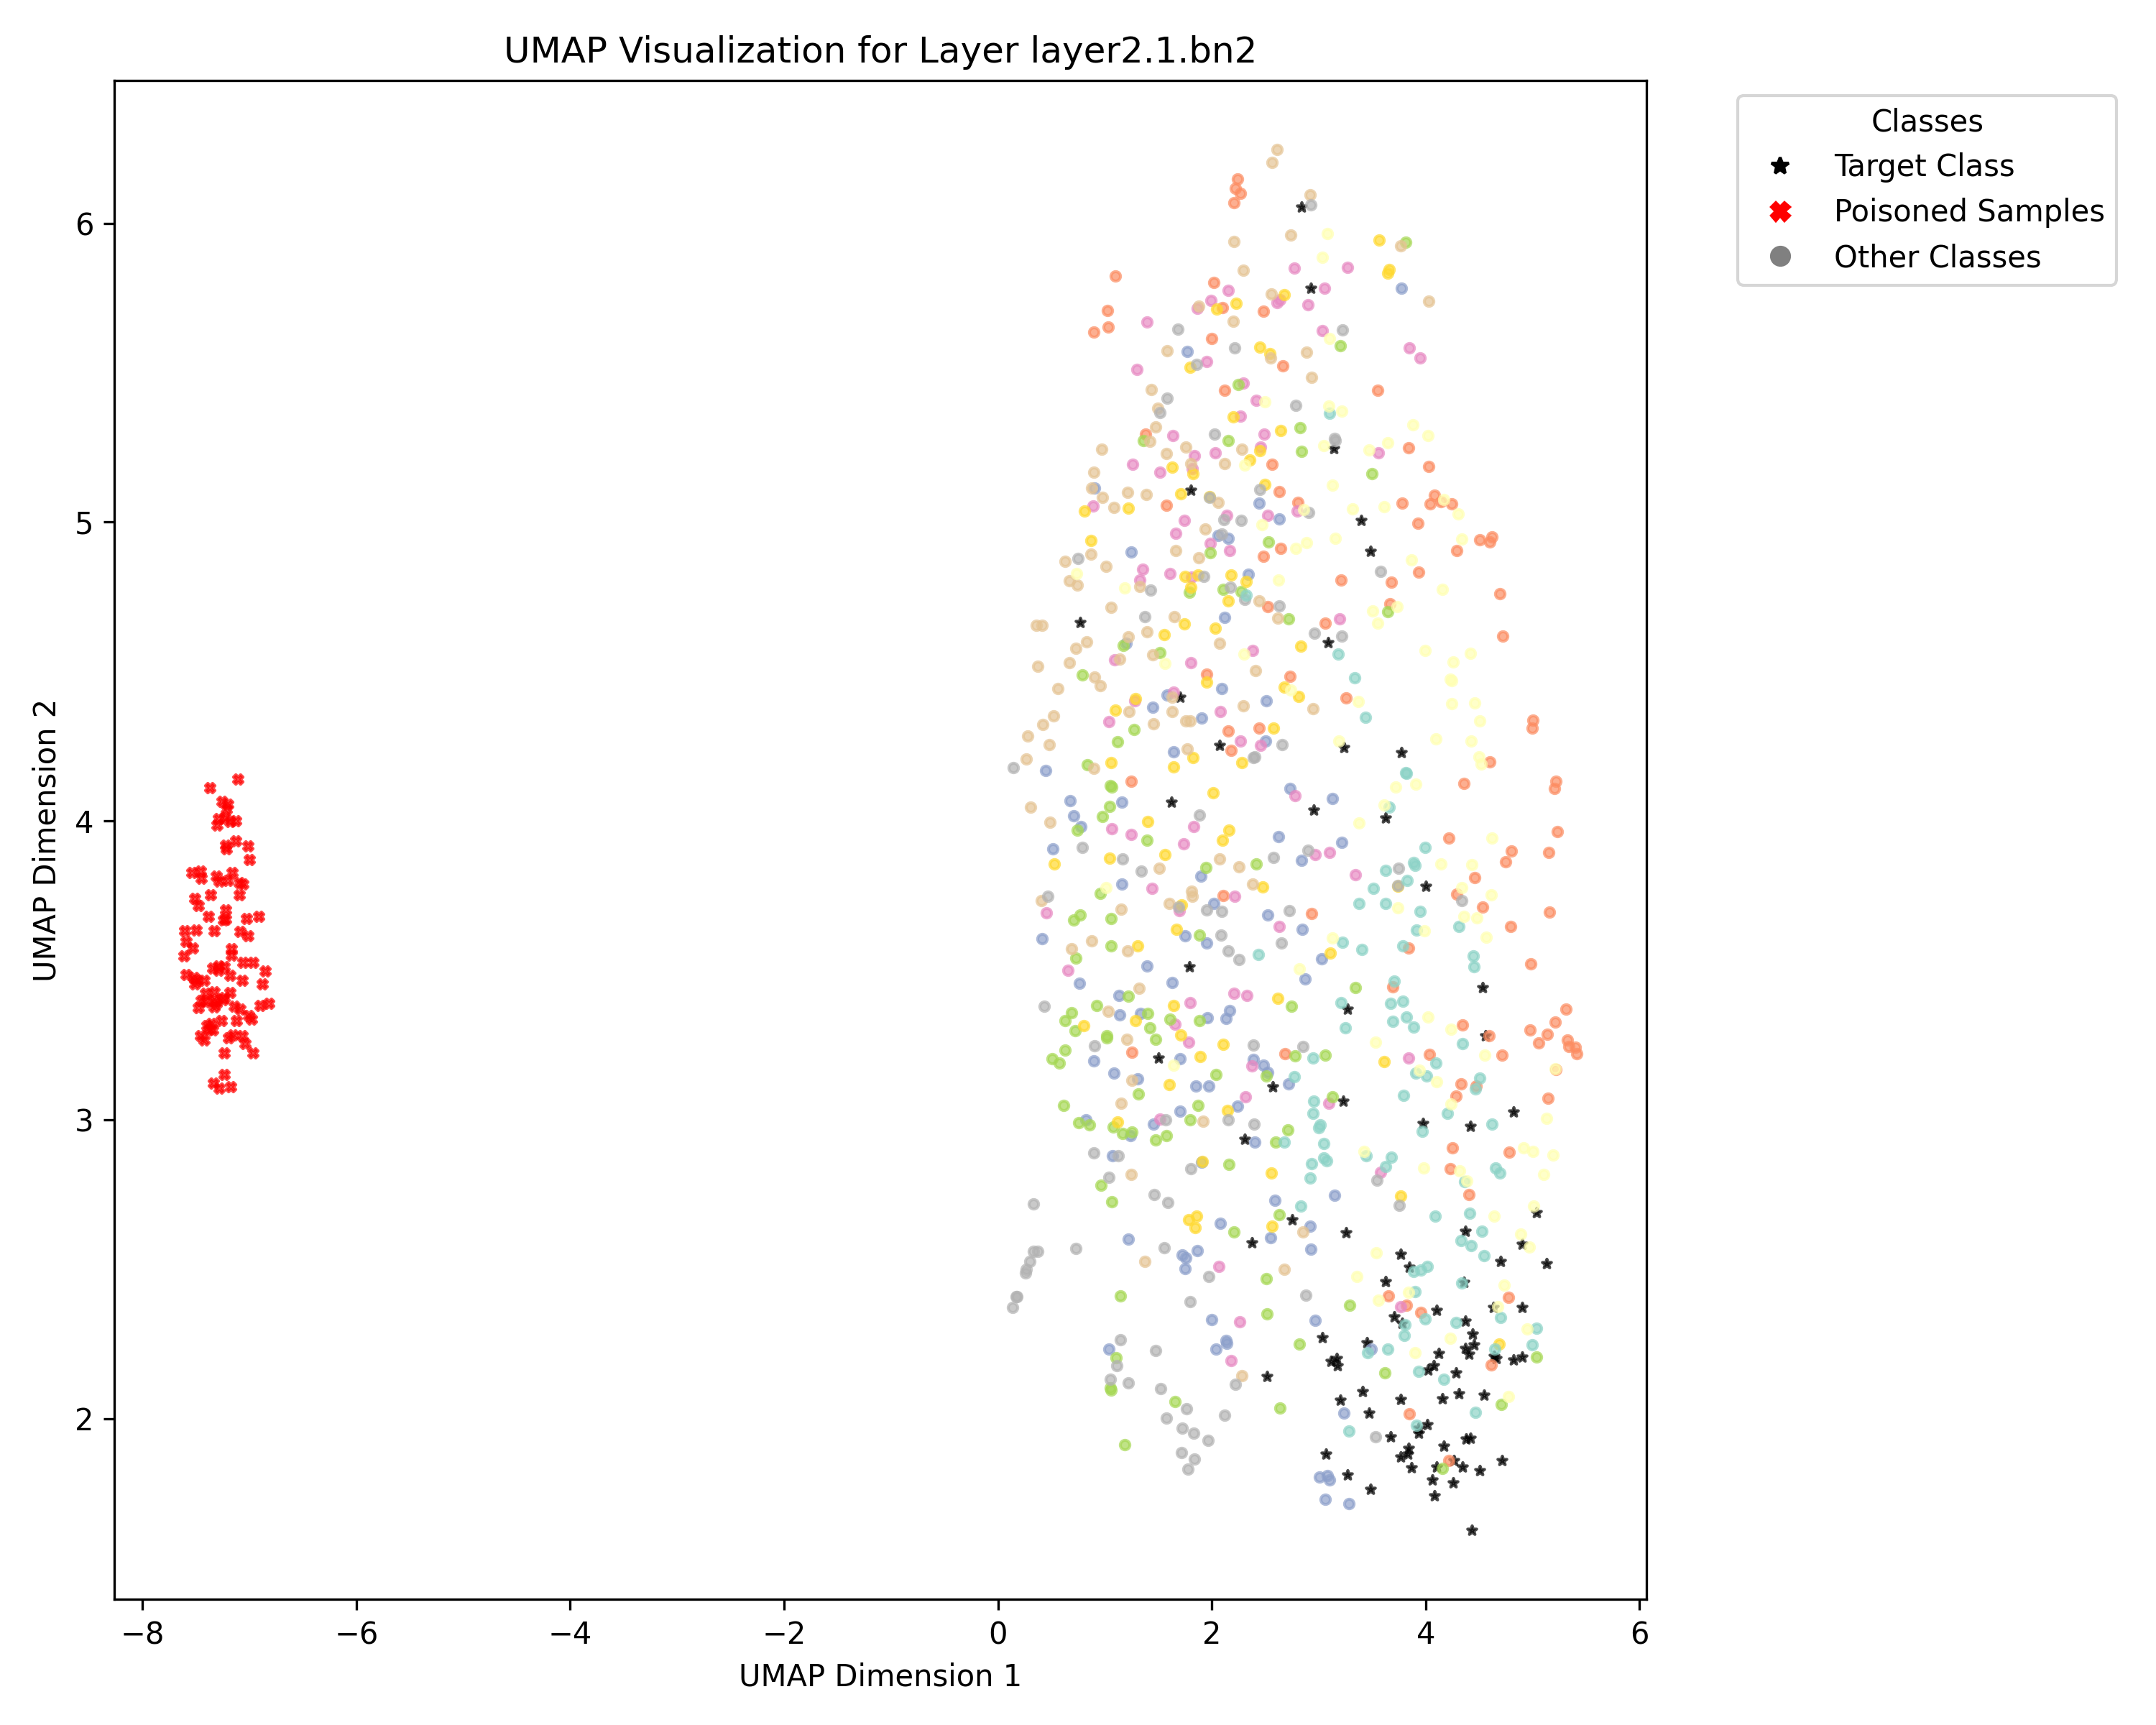 UMAP Visualization for Layer layer2.1.bn2
Classes
Target Class
Poisoned Samples
Other Classes
UMAP Dimension 2
6
5
4
3
2
−8
−6
−4
−2
0
2
4
6
UMAP Dimension 1